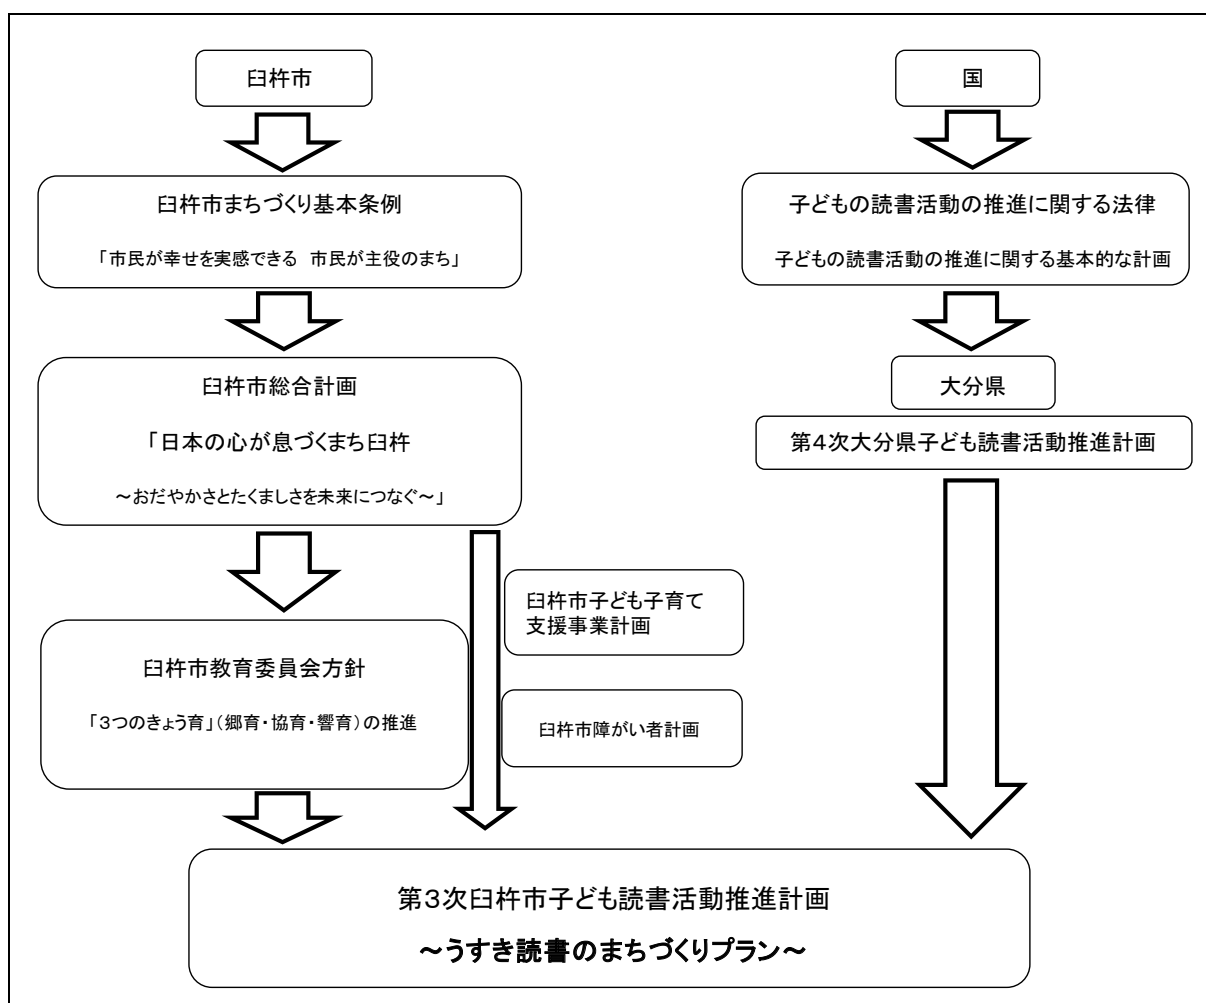 臼杵市
臼杵市まちづくり基本条例
「市民が幸せを実感できる 市民が主役のまち」
臼杵市総合計画
「日本の心が息づくまち臼杵
～おだやかさとたくましさを未来につなぐ～」
臼杵市教育委員会方針
「３つのきょう育」（郷育・協育・響育）の推進
臼杵市子ども子育て
支援事業計画
臼杵市障がい者計画
国
子どもの読書活動の推進に関する法律
子どもの読書活動の推進に関する基本的な計画
大分県
第４次大分県子ども読書活動推進計画
第３次臼杵市子ども読書活動推進計画
～うすき読書のまちづくりプラン～